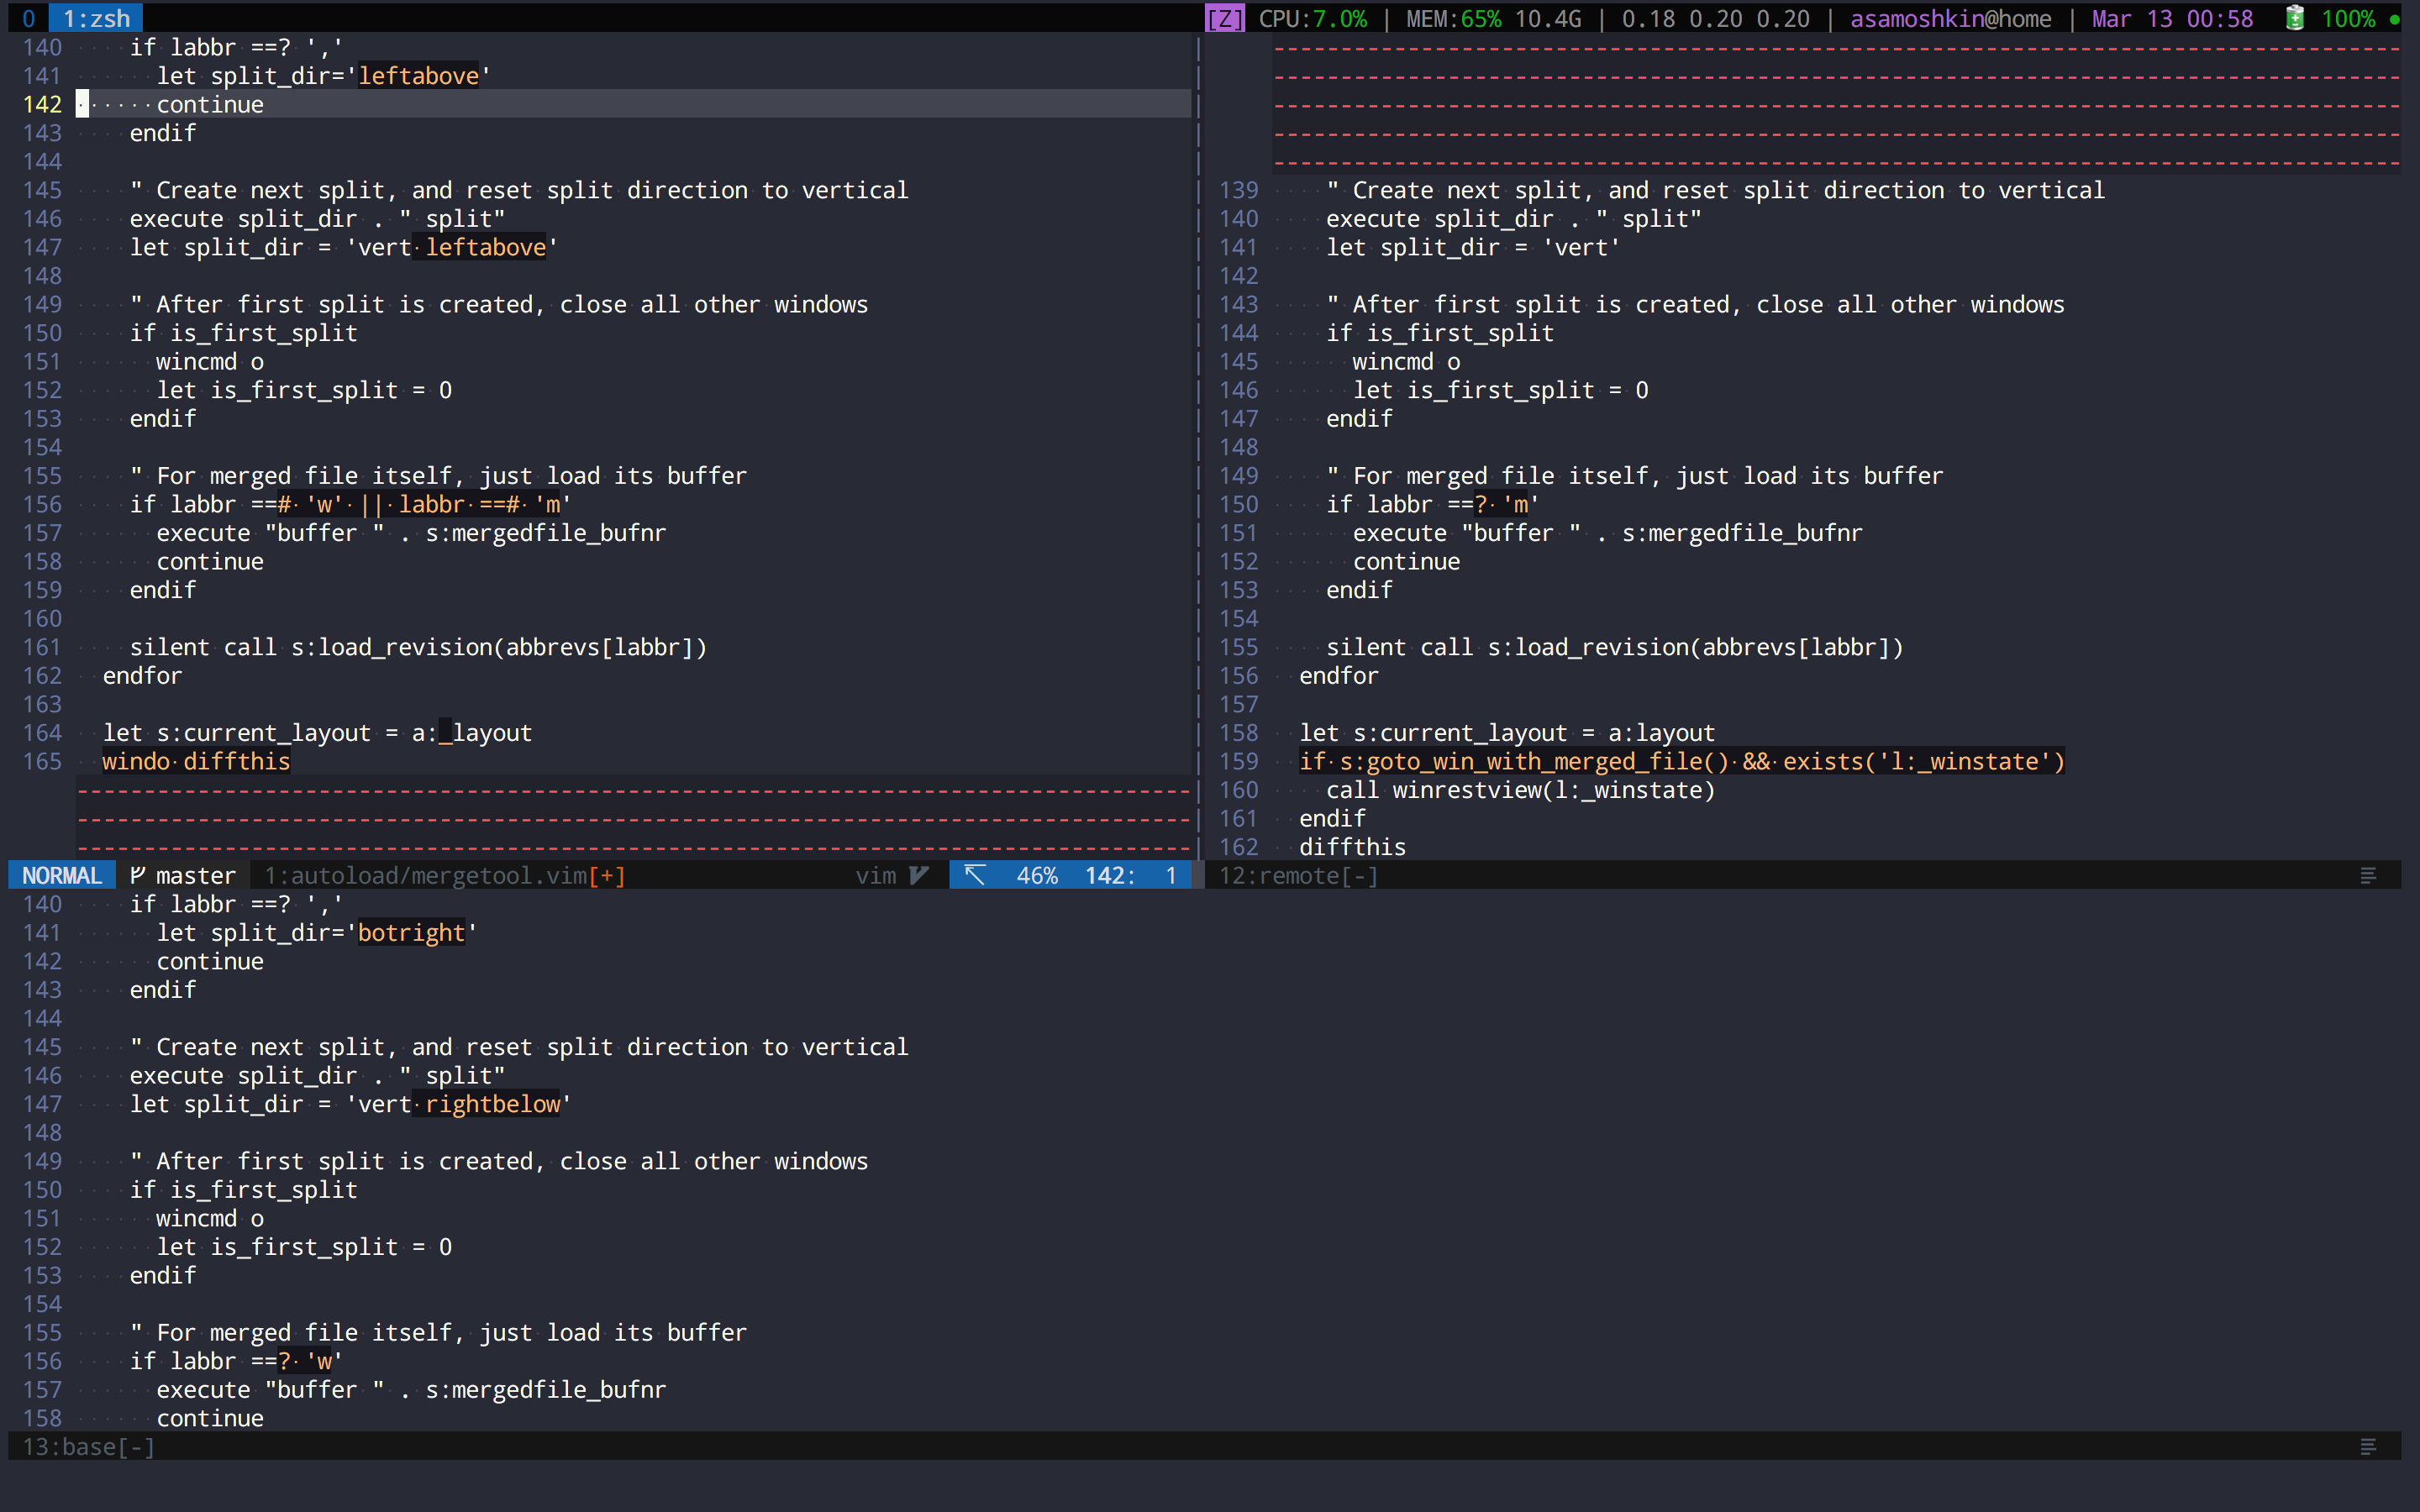 0 1:zsh [Z] CPU:7.0% | MEM:65% 10.4G | 0.18 0.20 0.20 | asamoshkin@home | Mar 13 00:58 100%
140 if labbr ==? ','
141 let split_dir='leftabove'
142 continue
143 endif
144
145 " Create next split, and reset split direction to vertical
146 execute split_dir . " split"
147 let split_dir = 'vert leftabove'
148
149 " After first split is created, close all other windows
150 if is_first_split
151 wincmd o
152 let is_first_split = 0
153 endif
154
155 " For merged file itself, just load its buffer
156 if labbr ==# 'w' || labbr ==# 'm'
157 execute "buffer " . s:mergedfile_bufnr
158 continue
159 endif
160
161 silent call s:load_revision(abbrevs[labbr])
162 endfor
163
164 let s:current_layout = a:_layout
165 windo diffthis
139 " Create next split, and reset split direction to vertical
140 execute split_dir . " split"
141 let split_dir = 'vert'
142
143 " After first split is created, close all other windows
144 if is_first_split
145 wincmd o
146 let is_first_split = 0
147 endif
148
149 " For merged file itself, just load its buffer
150 if labbr ==? 'm'
151 execute "buffer " . s:mergedfile_bufnr
152 continue
153 endif
154
155 silent call s:load_revision(abbrevs[labbr])
156 endfor
157
158 let s:current_layout = a:layout
159 if s:goto_win_with_merged_file() && exists('l:_winstate')
160 call winrestview(l:_winstate)
161 endif
162 diffthis
NORMAL master 1:autoload/mergetool.vim[+] vim 46% 142: 1 12:remote[-]
140 if labbr ==? ','
141 let split_dir='botright'
142 continue
143 endif
144
145 " Create next split, and reset split direction to vertical
146 execute split_dir . " split"
147 let split_dir = 'vert rightbelow'
148
149 " After first split is created, close all other windows
150 if is_first_split
151 wincmd o
152 let is_first_split = 0
153 endif
154
155 " For merged file itself, just load its buffer
156 if labbr ==? 'w'
157 execute "buffer " . s:mergedfile_bufnr
158 continue
13:base[-]